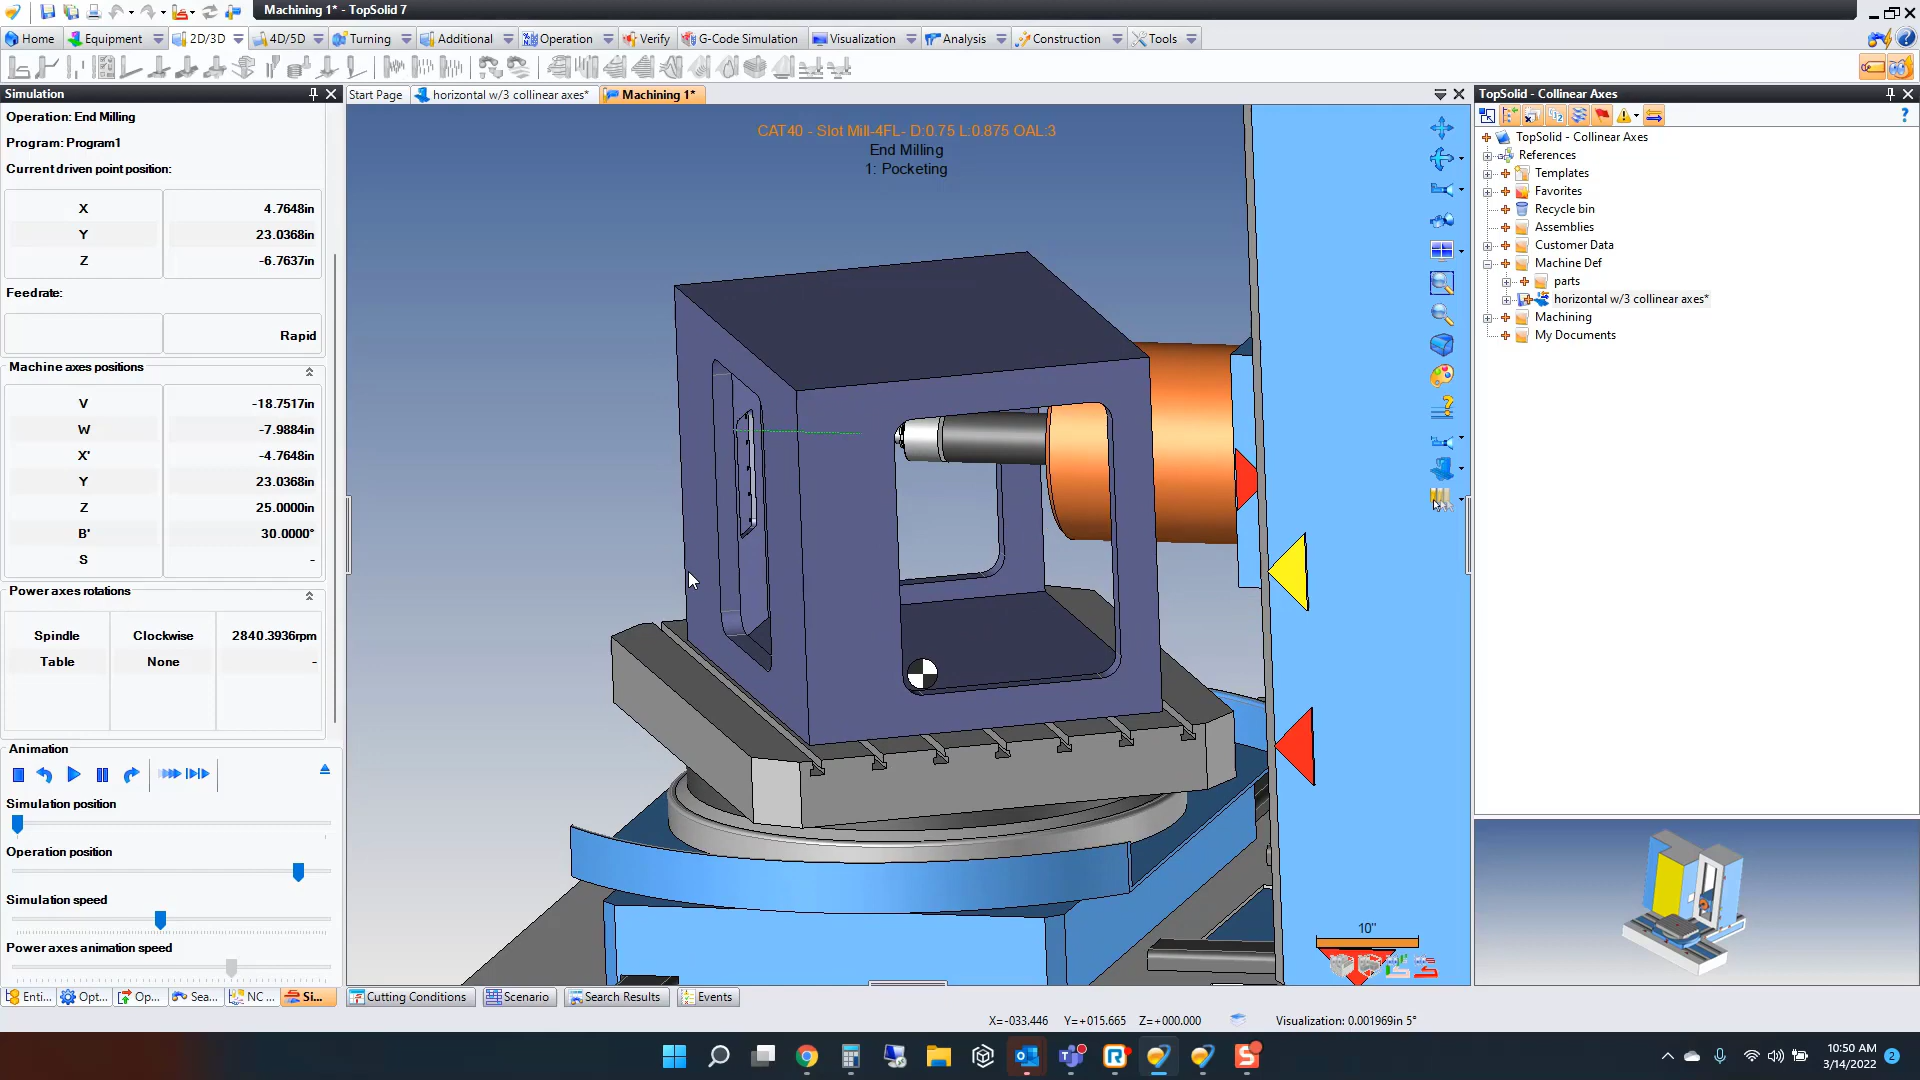 Machining 1* - TopSolid 7
Home Equipment 2D/3D 4D/5D Turning Additional Operation Verify G-Code Simulation Visualization Analysis Construction Tools
Simulation
Start Page horizontal w/3 collinear axes* Machining 1*
TopSolid - Collinear Axes
Operation: End Milling
Program: Program1
Current driven point position:
X 4.7648in
Y 23.0368in
Z -6.7637in
Feedrate:
Rapid
Machine axes positions
V -18.7517in
W -7.9884in
X' -4.7648in
Y 23.0368in
Z 25.0000in
B' 30.0000°
S -
Power axes rotations
Spindle Clockwise 2840.3936rpm
Table None -
Animation
Simulation position
Operation position
Simulation speed
Power axes animation speed
Enti... Opt... Op... Sea... NC ... Si...
CAT40 - Slot Mill-4FL- D:0.75 L:0.875 OAL:3
End Milling
1: Pocketing
10"
TopSolid - Collinear Axes
References
Templates
Favorites
Recycle bin
Assemblies
Customer Data
Machine Def
parts
horizontal w/3 collinear axes*
Machining
My Documents
Cutting Conditions Scenario Search Results Events
X=-033.446 Y=+015.665 Z=+000.000 Visualization: 0.001969in 5°
10:50 AM
3/14/2022
2